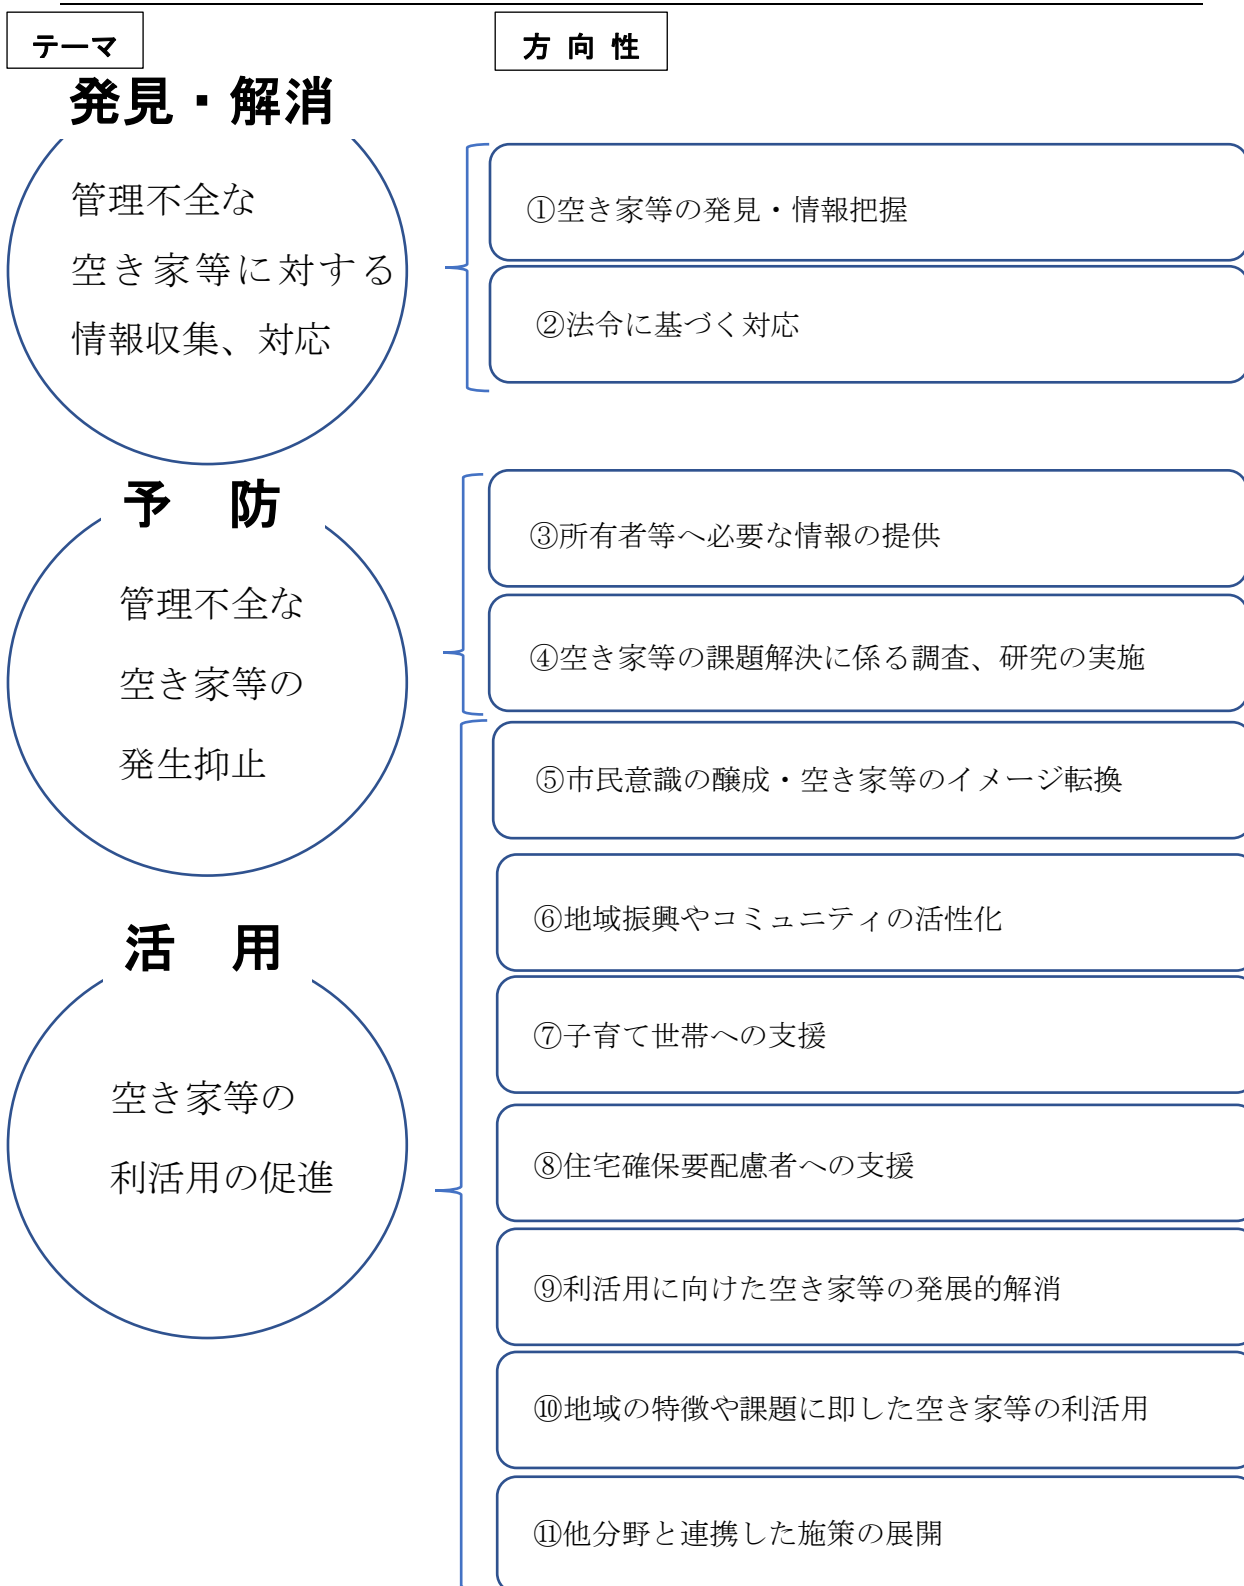 テーマ
方 向 性
発見・解消
管理不全な
空き家等に対する
情報収集、対応
①空き家等の発見・情報把握
②法令に基づく対応
予 防
管理不全な
空き家等の
発生抑止
③所有者等へ必要な情報の提供
④空き家等の課題解決に係る調査、研究の実施
活 用
空き家等の
利活用の促進
⑤市民意識の醸成・空き家等のイメージ転換
⑥地域振興やコミュニティの活性化
⑦子育て世帯への支援
⑧住宅確保要配慮者への支援
⑨利活用に向けた空き家等の発展的解消
⑩地域の特徴や課題に即した空き家等の利活用
⑪他分野と連携した施策の展開